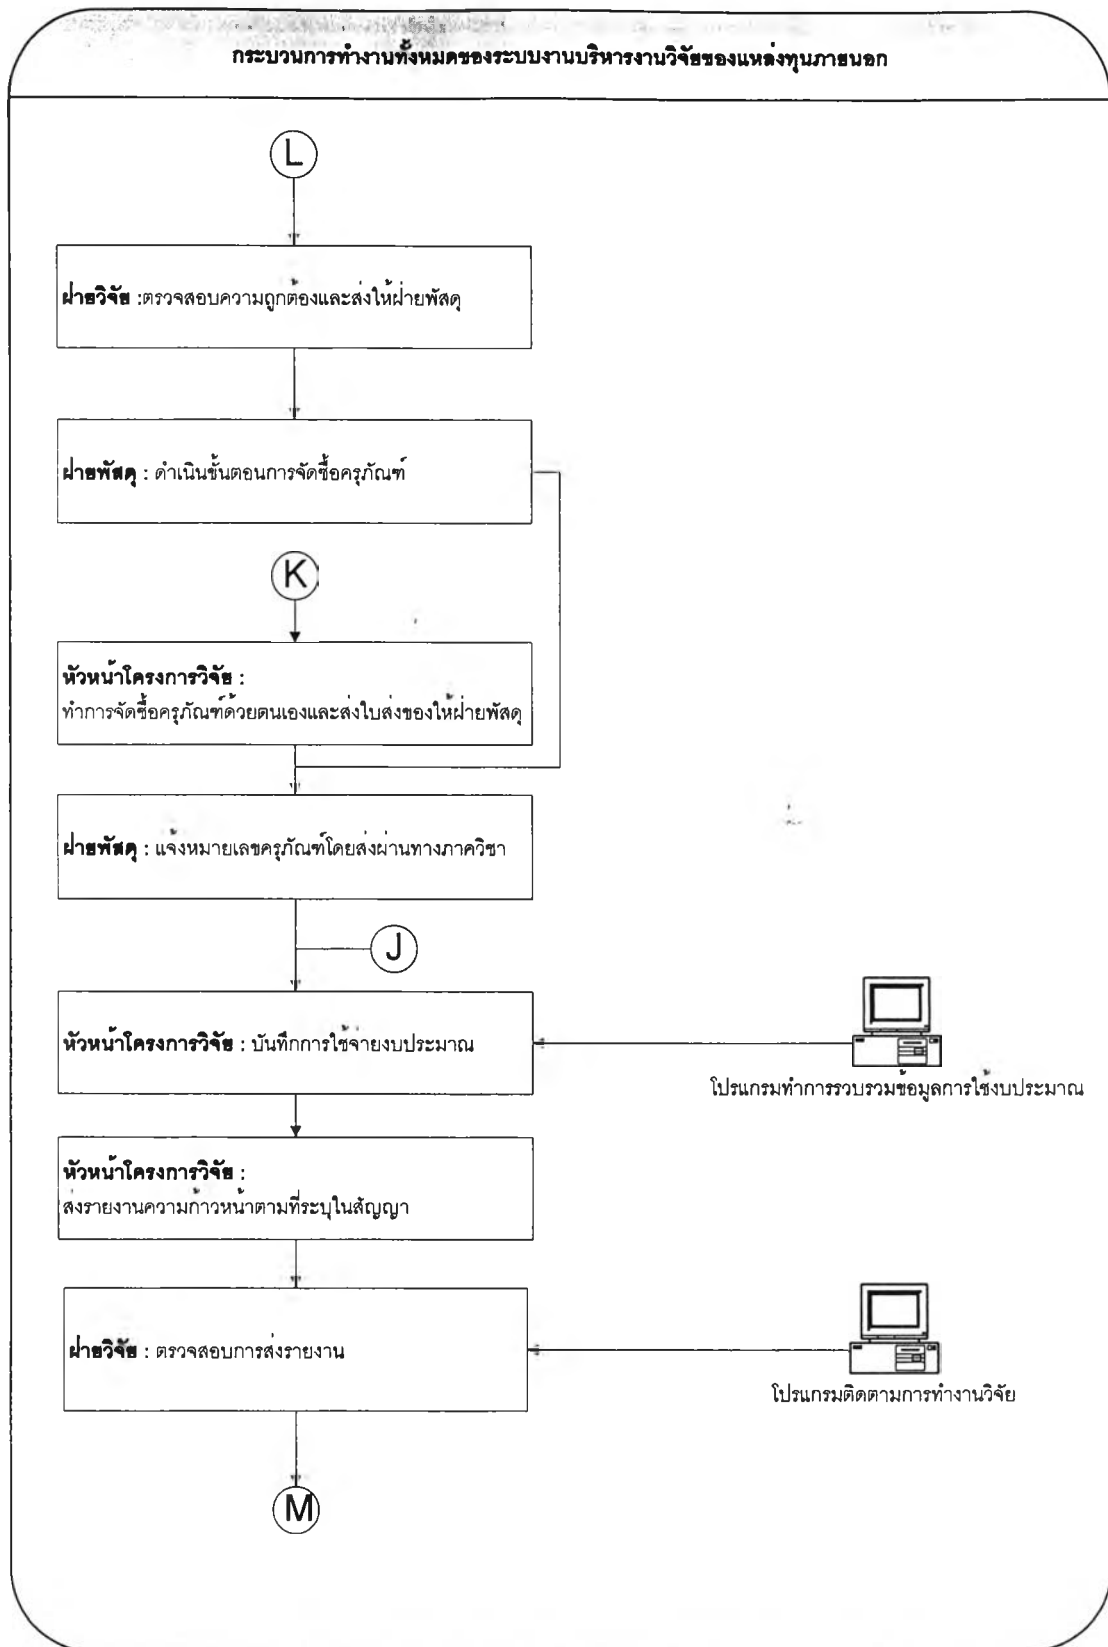 กระบวนการทำงานทั้งหมดของระบบงานบริหารงานวิจัยของแหล่งทุนภายนอก
L
ฝ่ายวิจัย :ตรวจสอบความถูกต้องและส่งให้ฝ่ายพัสดุ
ฝ่ายพัสดุ : ดำเนินขั้นตอนการจัดซื้อครุภัณฑ์
K
หัวหน้าโครงการวิจัย :
ทำการจัดซื้อครุภัณฑ์ด้วยตนเองและส่งใบส่งของให้ฝ่ายพัสดุ
ฝ่ายพัสดุ : แจ้งหมายเลขครุภัณฑ์โดยส่งผ่านทางภาควิชา
J
หัวหน้าโครงการวิจัย : บันทึกการใช้จ่ายงบประมาณ
โปรแกรมทำการรวบรวมข้อมูลการใช้งบประมาณ
หัวหน้าโครงการวิจัย :
ส่งรายงานความก้าวหน้าตามที่ระบุในสัญญา
ฝ่ายวิจัย : ตรวจสอบการส่งรายงาน
โปรแกรมติดตามการทำงานวิจัย
M